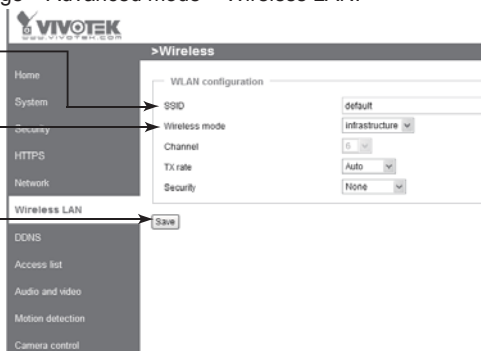 Advanced mode    Wireless LAN.
VIVOTEK
www.vivotek.com
>Wireless
Home
System
Security
HTTPS
Network
Wireless LAN
DDNS
Access list
Audio and video
Motion detection
Camera control
WLAN configuration
SSID default
Wireless mode infrastructure
Channel 6
TX rate Auto
Security None
Save